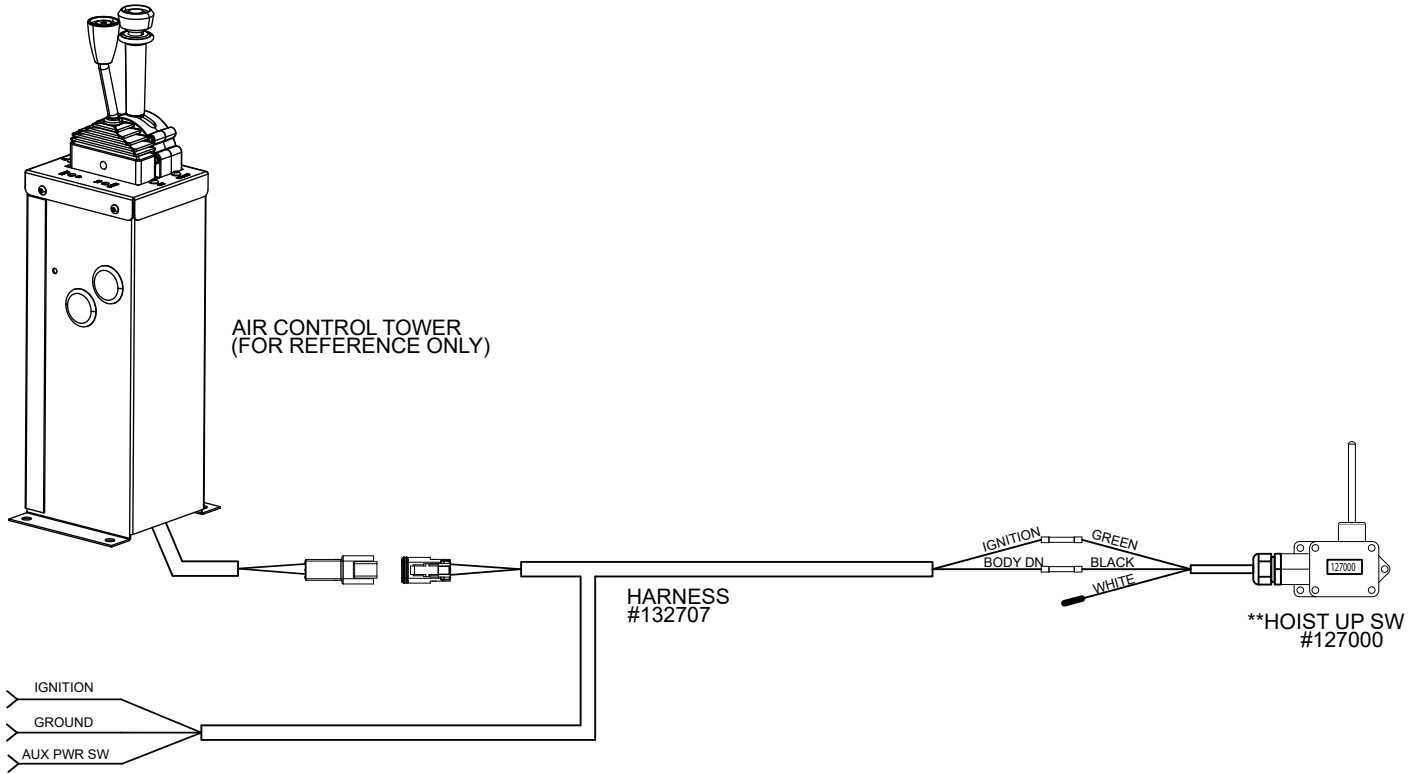 AIR CONTROL TOWER
(FOR REFERENCE ONLY)
IGNITION
GREEN
BODY DN
BLACK
WHITE
127000
HARNESS
#132707
**HOIST UP SW
#127000
IGNITION
GROUND
AUX PWR SW